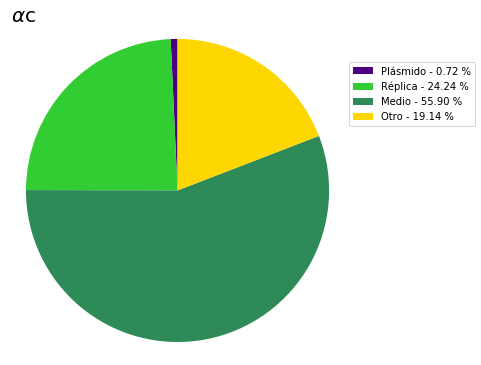 αc
Plásmido - 0.72 %
Réplica - 24.24 %
Medio - 55.90 %
Otro - 19.14 %